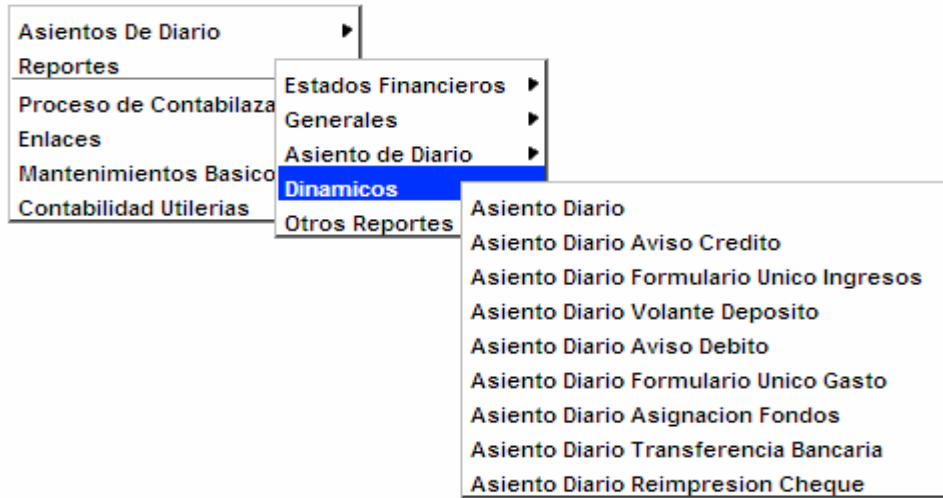 Asientos De Diario
Reportes
Proceso de Contabilaza
Enlaces
Mantenimientos Basico
Contabilidad Utilerias
Estados Financieros
Generales
Asiento de Diario
Dinamicos
Otros Reportes
Asiento Diario
Asiento Diario Aviso Credito
Asiento Diario Formulario Unico Ingresos
Asiento Diario Volante Deposito
Asiento Diario Aviso Debito
Asiento Diario Formulario Unico Gasto
Asiento Diario Asignacion Fondos
Asiento Diario Transferencia Bancaria
Asiento Diario Reimpresion Cheque